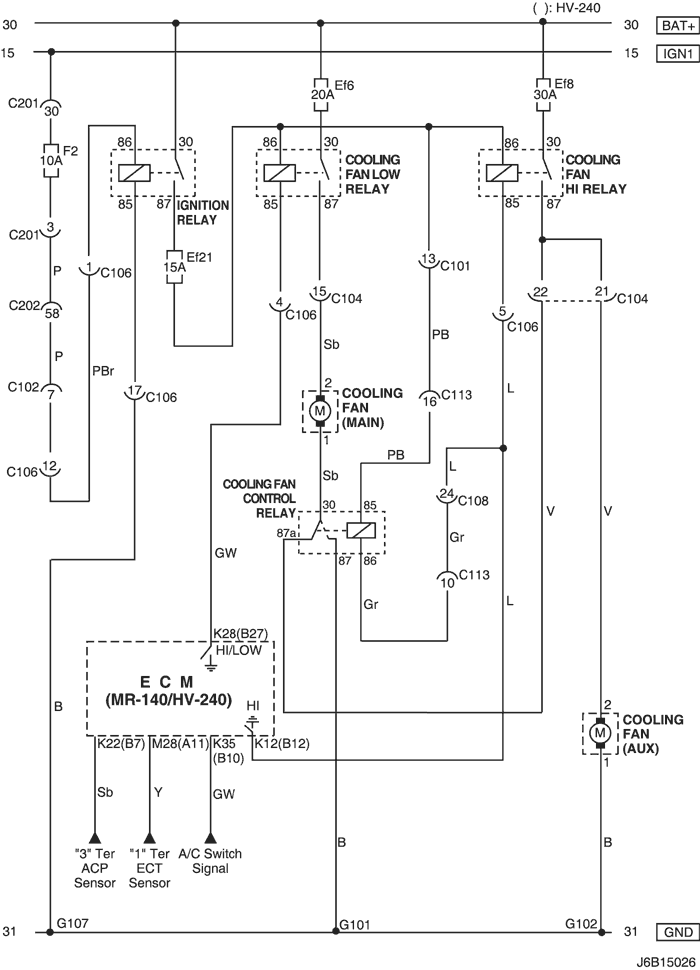 ( ): HV-240
30 30 BAT+
15 15 IGN1
Ef6
20A
Ef8
30A
C201 30
F2
10A
86 30
86 30
86 30
COOLING
FAN LOW
RELAY
COOLING
FAN
HI RELAY
85 87
85 87
85 87
IGNITION
RELAY
3
C201
Ef21
15A
13 C101
P
1 C106
15 C104
22 21 C104
4 C106
5 C106
C202 58
Sb
PB
P
PBr
L
C102 7
17 C106
2
COOLING
FAN
(MAIN)
M
1
C113
16
PB
12
C106
Sb
L
COOLING FAN
CONTROL
RELAY
24 C108
30 85
V V
87a
Gr
GW
87 86
C113
10
Gr
L
K28(B27)
HI/LOW
E C M
(MR-140/HV-240)
B
HI
2
COOLING
FAN
(AUX)
M
1
K22(B7) M28(A11) K35
(B10)
K12(B12)
Sb Y GW
B B
"3" Ter
ACP
Sensor
"1" Ter
ECT
Sensor
A/C Switch
Signal
G107 G101 G102
31 31 GND
J6B15026